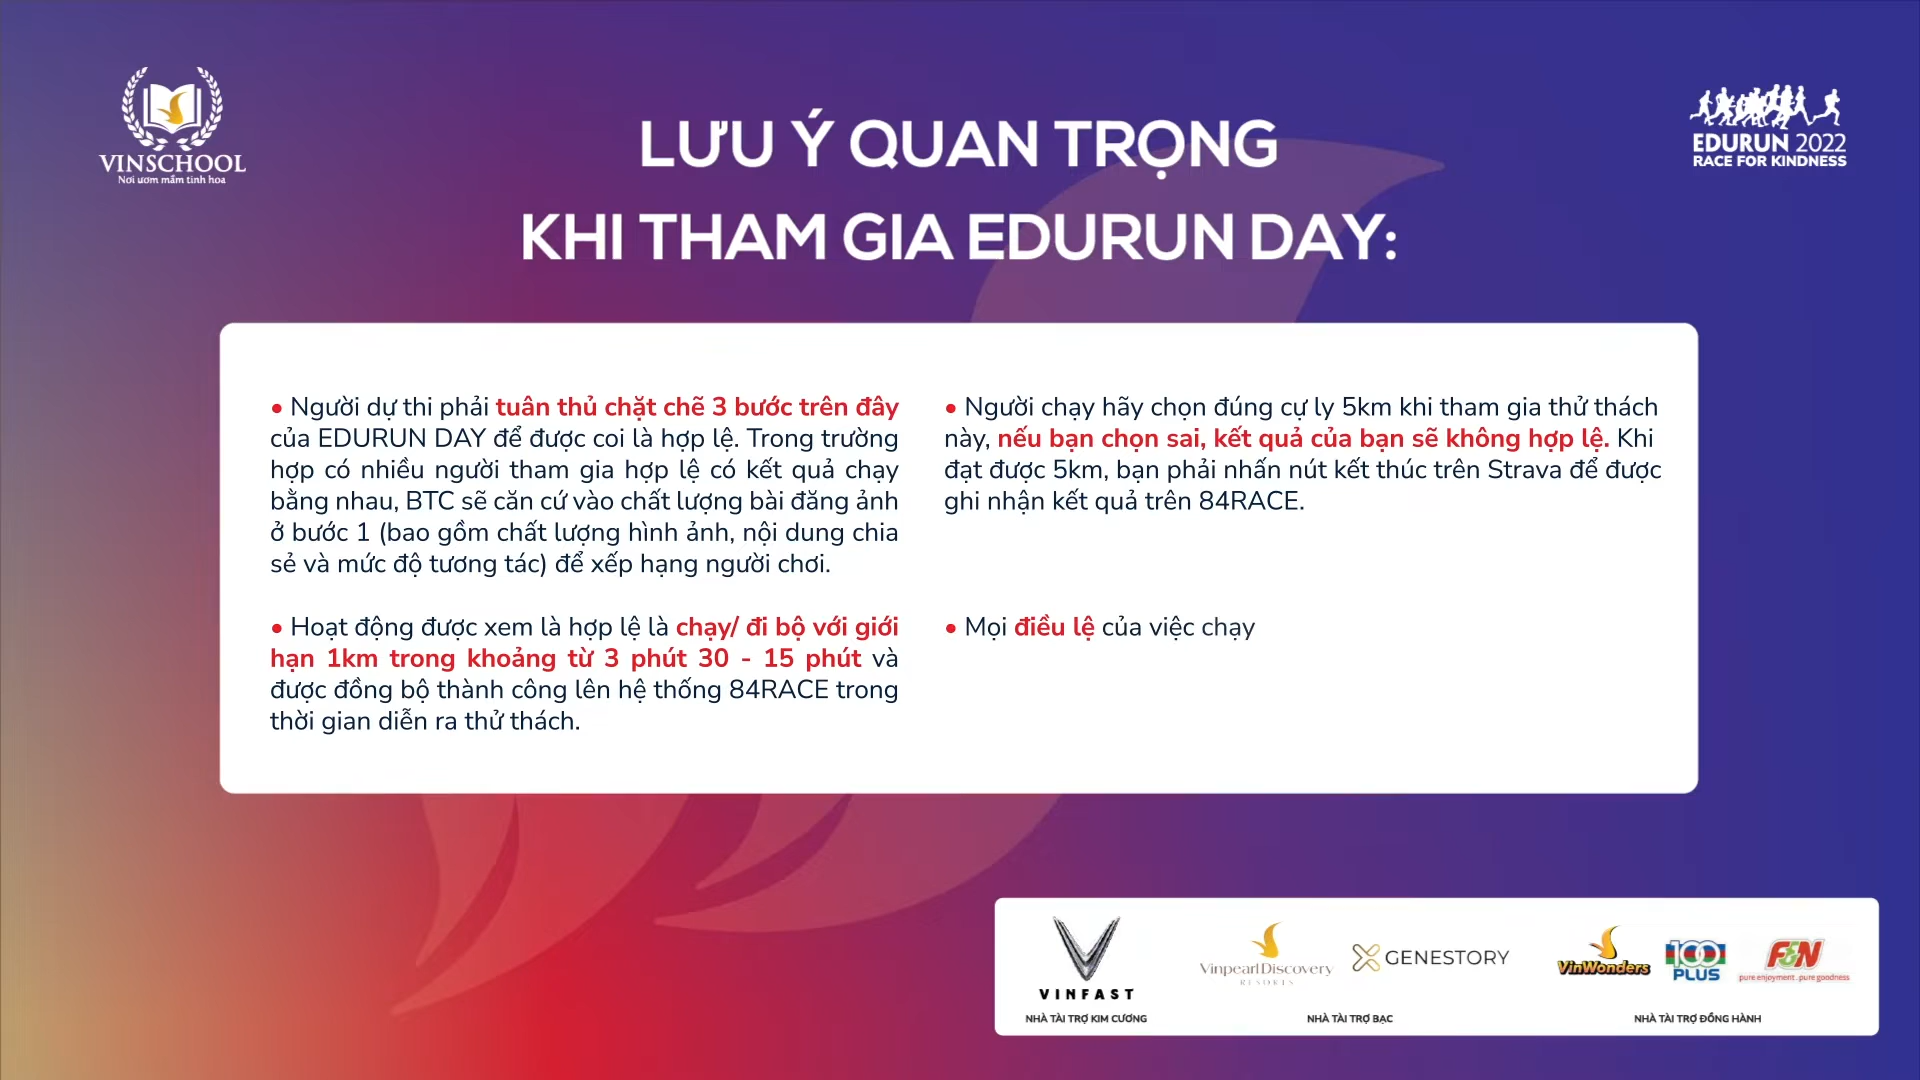 VINSCHOOL
Nơi ươm mầm tinh hoa
EDURUN 2022
RACE FOR KINDNESS
LƯU Ý QUAN TRỌNG
KHI THAM GIA EDURUN DAY:
• Người dự thi phải tuân thủ chặt chẽ 3 bước trên đây
của EDURUN DAY để được coi là hợp lệ. Trong trường
hợp có nhiều người tham gia hợp lệ có kết quả chạy
bằng nhau, BTC sẽ căn cứ vào chất lượng bài đăng ảnh
ở bước 1 (bao gồm chất lượng hình ảnh, nội dung chia
sẻ và mức độ tương tác) để xếp hạng người chơi.
• Hoạt động được xem là hợp lệ là chạy/ đi bộ với giới
hạn 1km trong khoảng từ 3 phút 30 - 15 phút và
được đồng bộ thành công lên hệ thống 84RACE trong
thời gian diễn ra thử thách.
• Người chạy hãy chọn đúng cự ly 5km khi tham gia thử thách
này, nếu bạn chọn sai, kết quả của bạn sẽ không hợp lệ. Khi
đạt được 5km, bạn phải nhấn nút kết thúc trên Strava để được
ghi nhận kết quả trên 84RACE.
• Mọi điều lệ của việc chạy
VINFAST
NHÀ TÀI TRỢ KIM CƯƠNG
Vinpearl Discovery
RESORTS
GENESTORY
NHÀ TÀI TRỢ BẠC
VinWonders
100
PLUS
F&N
pure enjoyment. pure goodness
NHÀ TÀI TRỢ ĐỒNG HÀNH